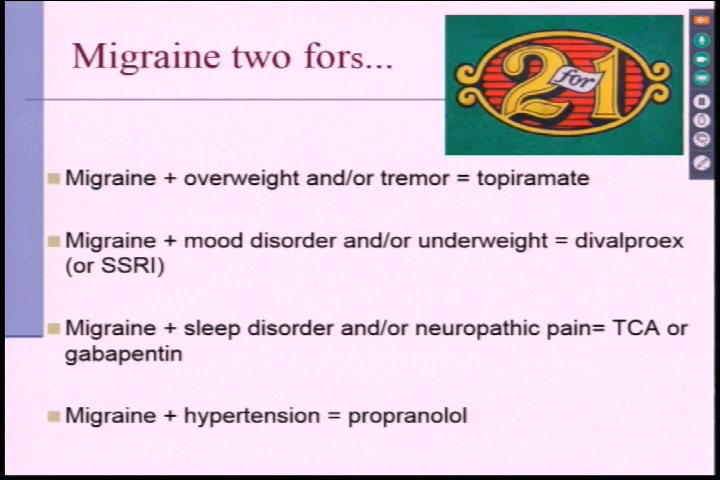 Migraine two fors...
2 for 1
Migraine + overweight and/or tremor = topiramate
Migraine + mood disorder and/or underweight = divalproex
(or SSRI)
Migraine + sleep disorder and/or neuropathic pain= TCA or
gabapentin
Migraine + hypertension = propranolol